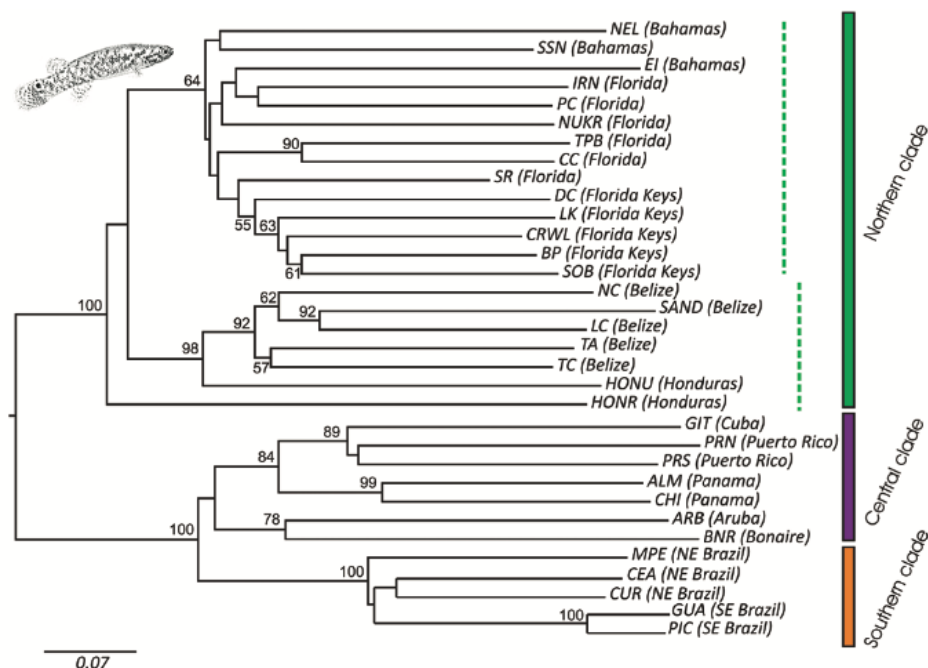 NEL (Bahamas)
SSN (Bahamas)
EI (Bahamas)
IRN (Florida)
64
PC (Florida)
NUKR (Florida)
90
TPB (Florida)
CC (Florida)
SR (Florida)
DC (Florida Keys)
55
63
LK (Florida Keys)
CRWL (Florida Keys)
BP (Florida Keys)
61
SOB (Florida Keys)
Northern clade
62
NC (Belize)
100
92
92
SAND (Belize)
LC (Belize)
98
TA (Belize)
57
TC (Belize)
HONU (Honduras)
HONR (Honduras)
89
GIT (Cuba)
PRN (Puerto Rico)
84
PRS (Puerto Rico)
99
ALM (Panama)
CHI (Panama)
Central clade
100
78
ARB (Aruba)
BNR (Bonaire)
100
MPE (NE Brazil)
CEA (NE Brazil)
CUR (NE Brazil)
100
GUA (SE Brazil)
PIC (SE Brazil)
Southern clade
0.07